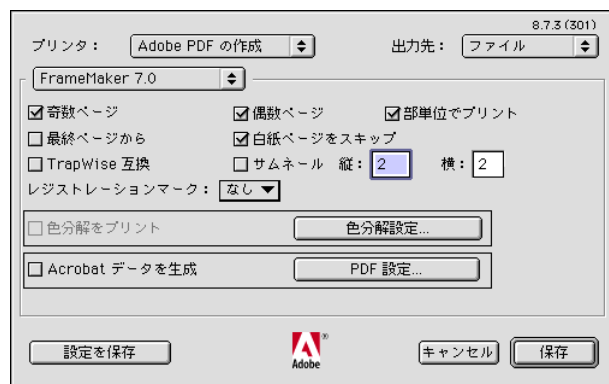 8.7.3 (301)
プリンタ： Adobe PDF の作成 出力先： ファイル
FrameMaker 7.0
奇数ページ 偶数ページ 部単位でプリント
最終ページから 白紙ページをスキップ
TrapWise 互換 サムネール 縦： 2 横： 2
レジストレーションマーク： なし
色分解をプリント 色分解設定...
Acrobat データを生成 PDF 設定...
設定を保存 Adobe キャンセル 保存